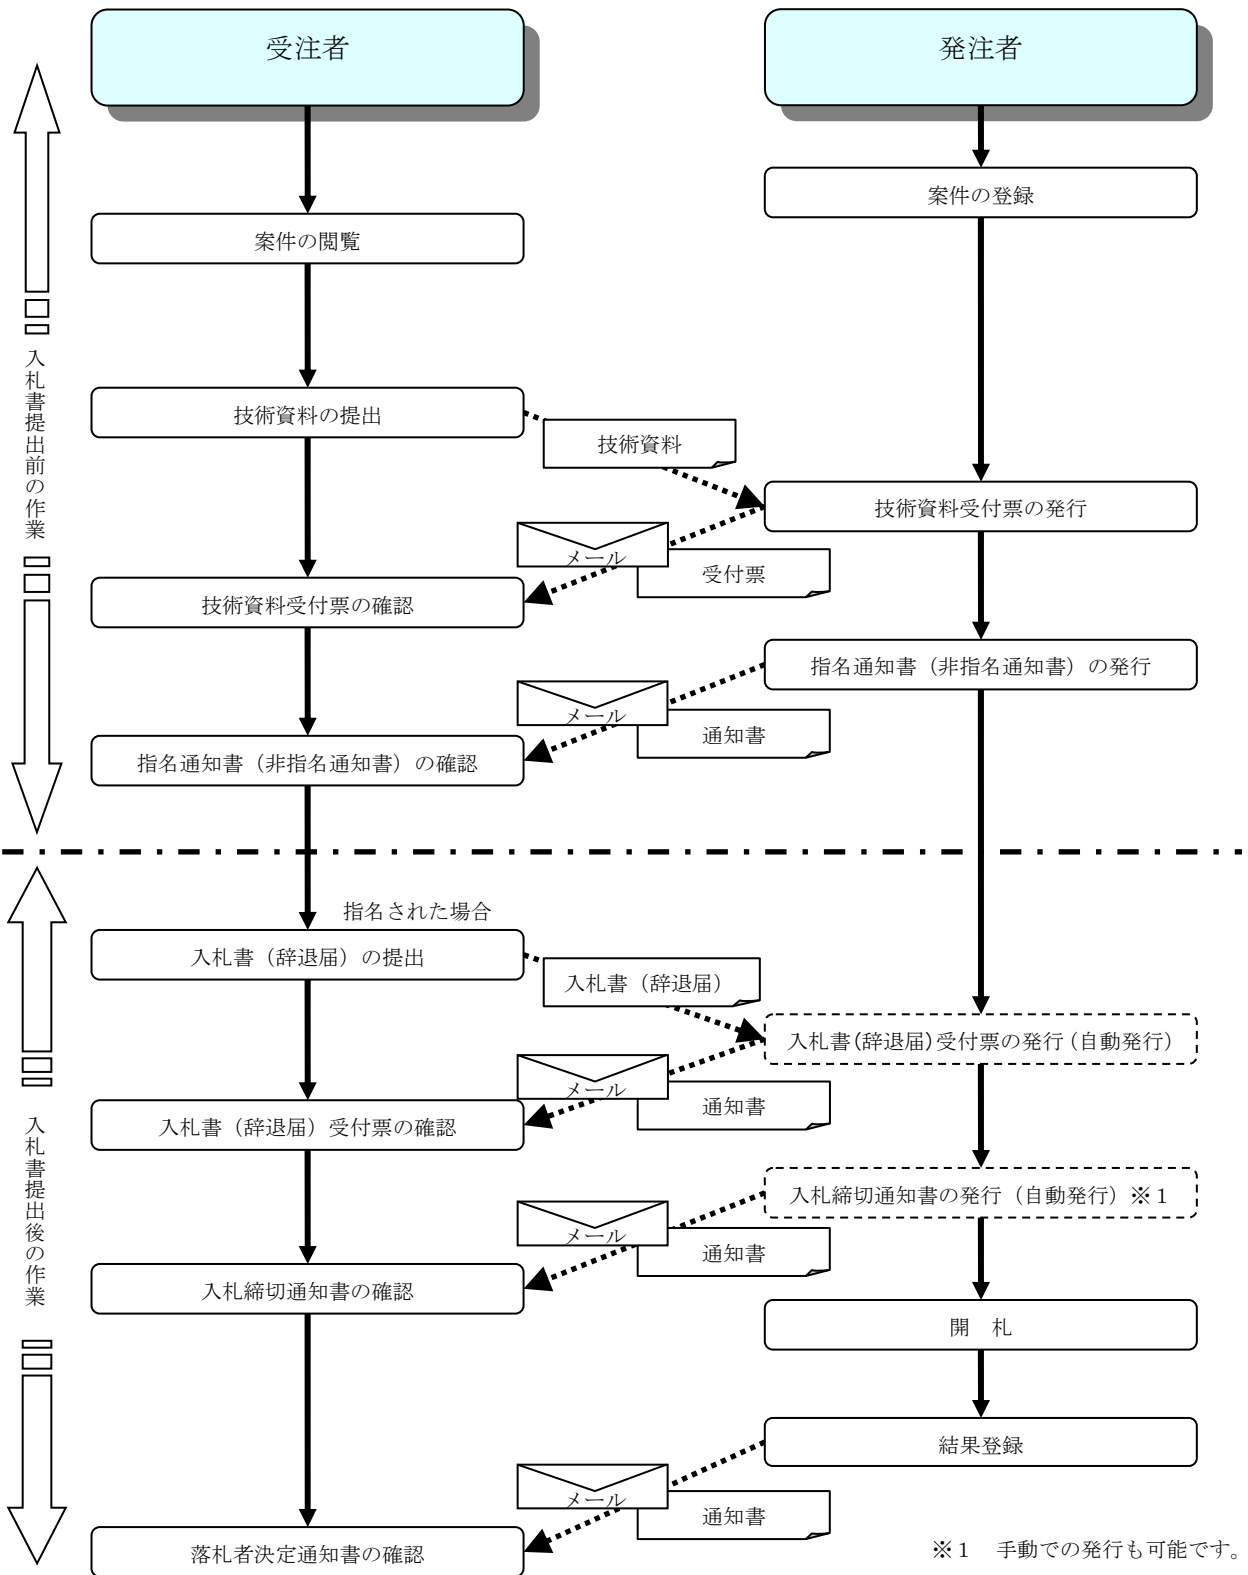 受注者
発注者
案件の登録
案件の閲覧
入札書提出前の作業
技術資料の提出
技術資料
技術資料受付票の発行
メール
受付票
技術資料受付票の確認
指名通知書（非指名通知書）の発行
メール
通知書
指名通知書（非指名通知書）の確認
指名された場合
入札書（辞退届）の提出
入札書（辞退届）
入札書(辞退届)受付票の発行(自動発行)
メール
通知書
入札書（辞退届）受付票の確認
入札書提出後の作業
入札締切通知書の発行（自動発行）※１
メール
通知書
入札締切通知書の確認
開　札
結果登録
メール
通知書
落札者決定通知書の確認
※１　手動での発行も可能です。